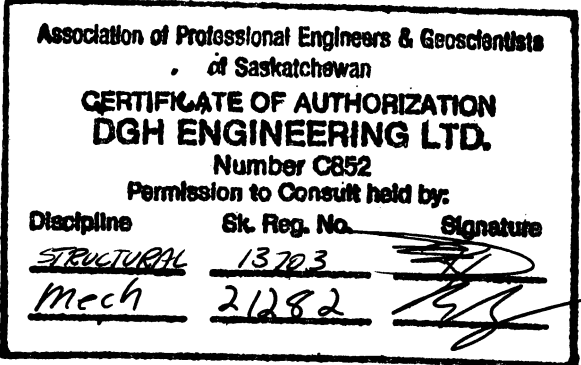 Association of Professional Engineers & Geoscientists
of Saskatchewan
CERTIFICATE OF AUTHORIZATION
DGH ENGINEERING LTD.
Number C852
Permission to Consult held by:
Discipline Sk. Reg. No. Signature
STRUCTURAL 13703
Mech 21282